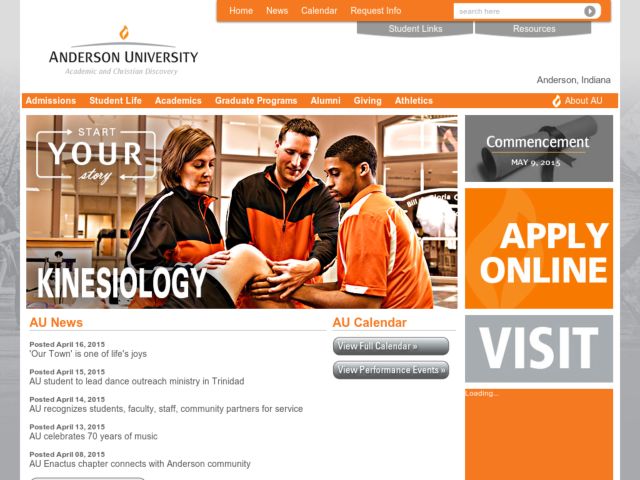 Home News Calendar Request Info
search here
Student Links Resources
ANDERSON UNIVERSITY
Academic and Christian Discovery
Anderson, Indiana
Admissions Student Life Academics Graduate Programs Alumni Giving Athletics About AU
START
YOUR
story
KINESIOLOGY
Commencement
MAY 9, 2015
APPLY
ONLINE
VISIT
Loading...
AU News
Posted April 16, 2015
'Our Town' is one of life's joys
Posted April 15, 2015
AU student to lead dance outreach ministry in Trinidad
Posted April 14, 2015
AU recognizes students, faculty, staff, community partners for service
Posted April 13, 2015
AU celebrates 70 years of music
Posted April 08, 2015
AU Enactus chapter connects with Anderson community
AU Calendar
View Full Calendar »
View Performance Events »